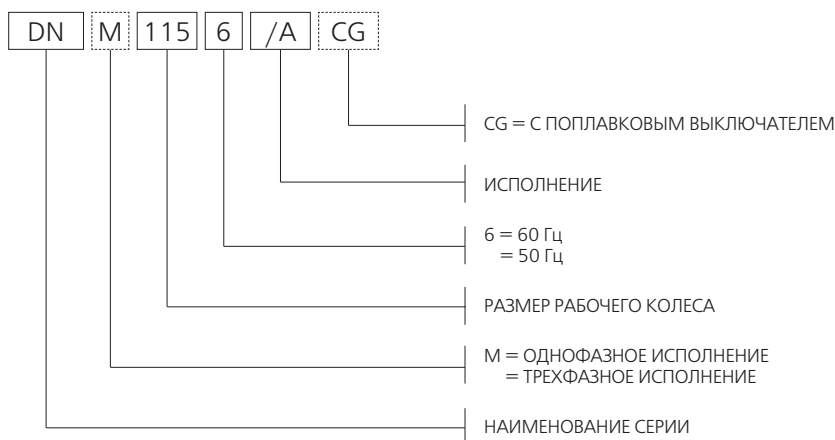 DN M 115 6 /A CG
CG = С ПОПЛАВКОВЫМ ВЫКЛЮЧАТЕЛЕМ
ИСПОЛНЕНИЕ
6 = 60 Гц
= 50 Гц
РАЗМЕР РАБОЧЕГО КОЛЕСА
M = ОДНОФАЗНОЕ ИСПОЛНЕНИЕ
= ТРЕХФАЗНОЕ ИСПОЛНЕНИЕ
НАИМЕНОВАНИЕ СЕРИИ